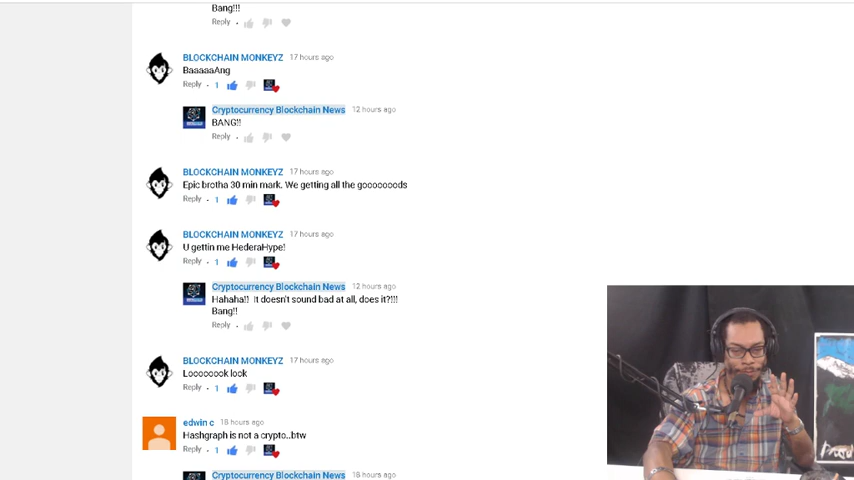 Bang!!!
Reply
BLOCKCHAIN MONKEYZ 17 hours ago
BaaaaaAng
Reply 1
Cryptocurrency Blockchain News 12 hours ago
BANG!!
Reply
BLOCKCHAIN MONKEYZ 17 hours ago
Epic brotha 30 min mark. We getting all the goooooods
Reply 1
BLOCKCHAIN MONKEYZ 17 hours ago
U gettin me HederaHype!
Reply 1
Cryptocurrency Blockchain News 12 hours ago
Hahaha!! It doesn't sound bad at all, does it?!!!
Bang!!
Reply
BLOCKCHAIN MONKEYZ 17 hours ago
Loooooook look
Reply 1
edwin c 18 hours ago
Hashgraph is not a crypto..btw
Reply 1
Cryptocurrency Blockchain News 16 hours ago